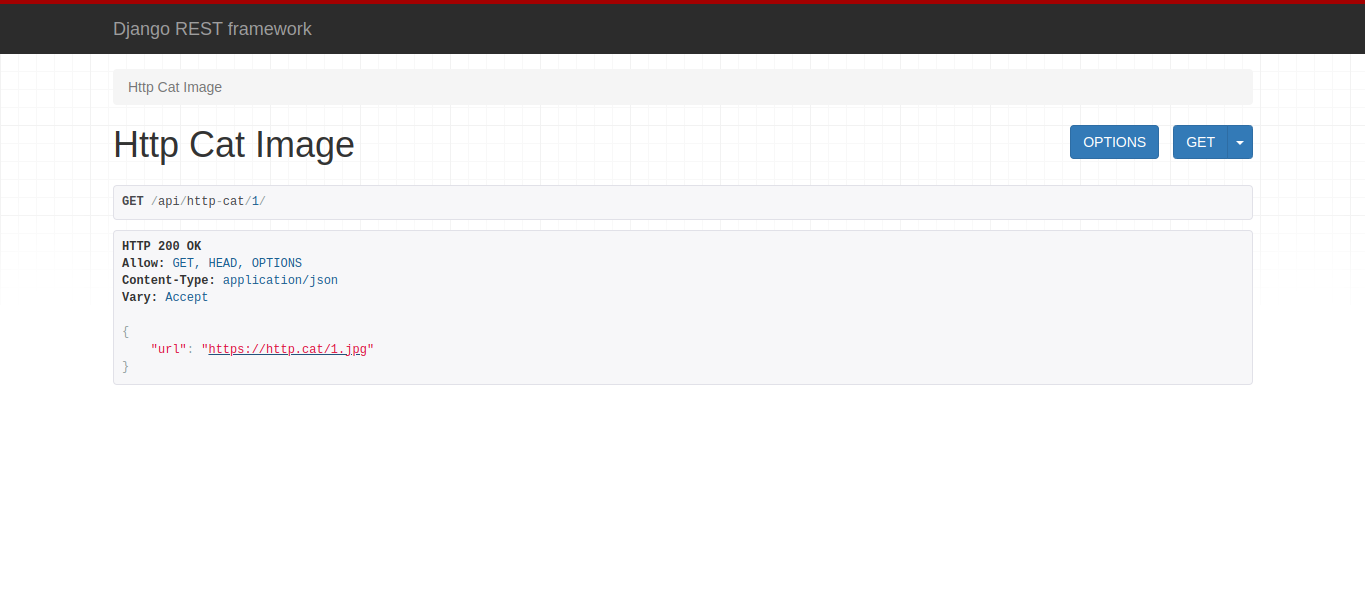 Django REST framework
Http Cat Image
Http Cat Image
OPTIONS
GET
GET /api/http-cat/1/
HTTP 200 OK
Allow: GET, HEAD, OPTIONS
Content-Type: application/json
Vary: Accept
{
    "url": "https://http.cat/1.jpg"
}